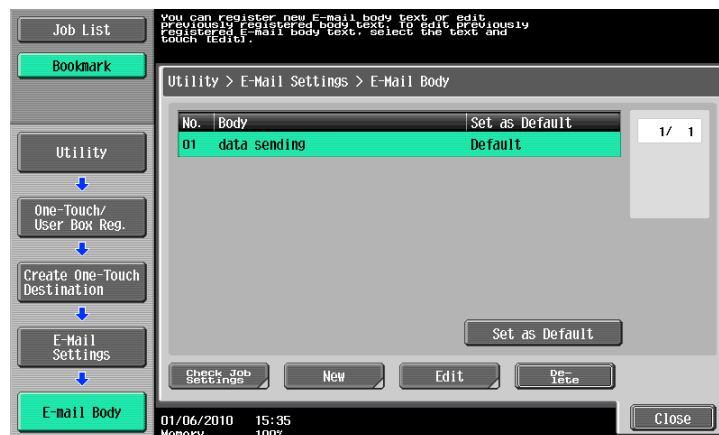 Job List
Bookmark
You can register new E-mail body text or edit
previously registered body text. To edit previously
registered E-mail body text, select the text and
touch [Edit].
Utility > E-Mail Settings > E-Mail Body
No. Body Set as Default
01 data sending Default
1/ 1
Utility
One-Touch/
User Box Reg.
Create One-Touch
Destination
E-Mail
Settings
E-mail Body
Set as Default
Check Job
Settings
New
Edit
De-
lete
01/06/2010 15:35
Memory 100%
Close